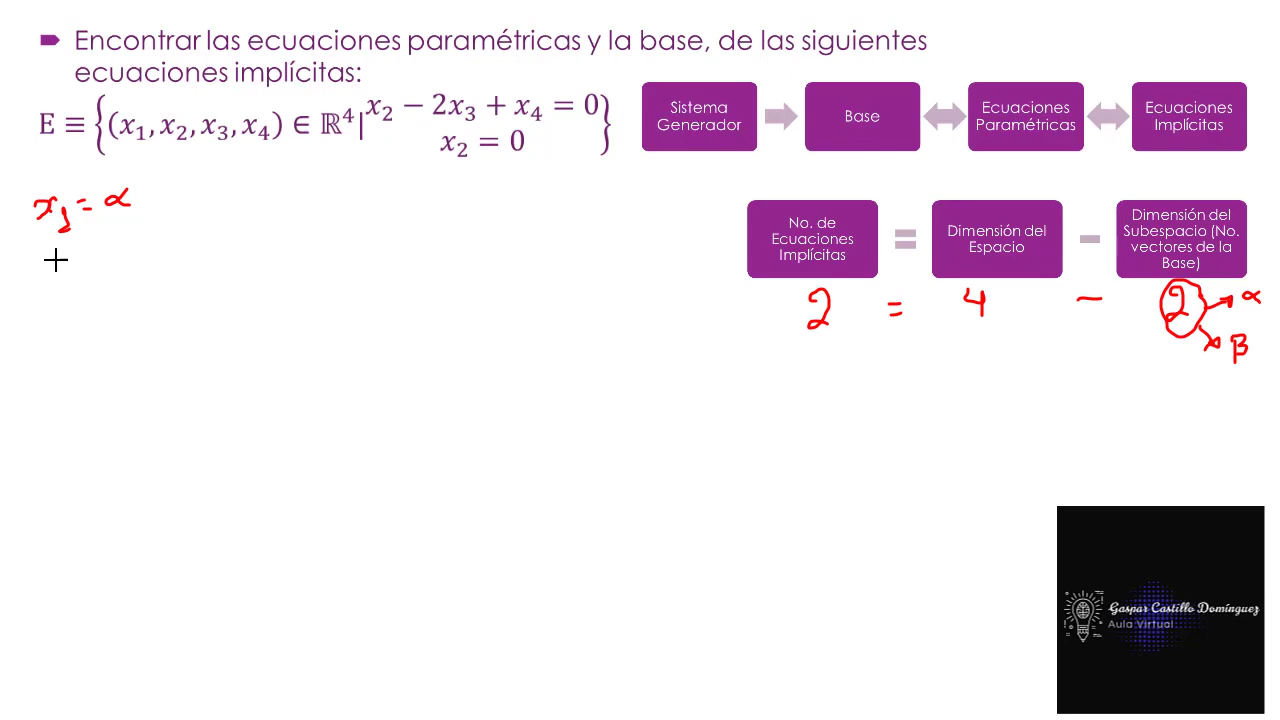 Encontrar las ecuaciones paramétricas y la base, de las siguientes
ecuaciones implícitas:
E ≡ {(x₁, x₂, x₃, x₄) ∈ ℝ⁴| x₂ − 2x₃ + x₄ = 0
x₂ = 0}
Sistema
Generador
Base
Ecuaciones
Paramétricas
Ecuaciones
Implícitas
x₁ = α
No. de
Ecuaciones
Implícitas
=
Dimensión del
Espacio
−
Dimensión del
Subespacio (No.
vectores de la
Base)
2 = 4 − 2 → α
→ β
Gaspar Castillo Domínguez
Aula Virtual